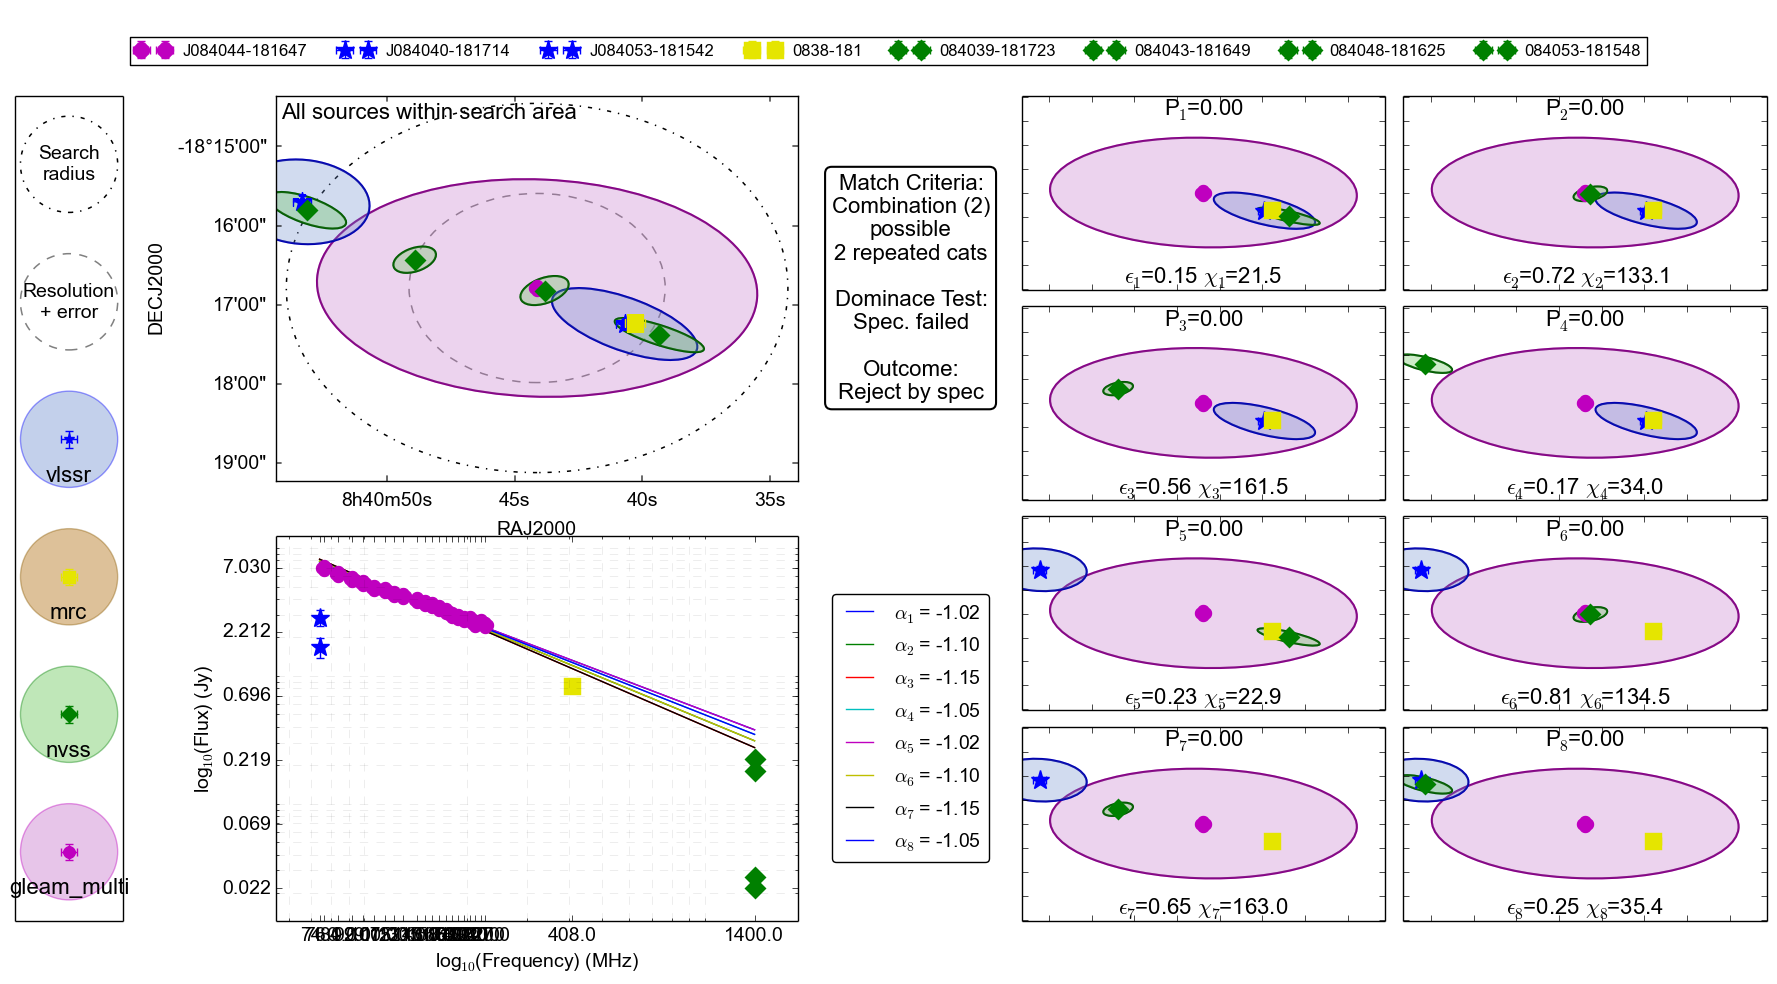 J084044-181647 J084040-181714 J084053-181542 0838-181 084039-181723 084043-181649 084048-181625 084053-181548
Search
radius
Resolution
+ error
vlssr
mrc
nvss
gleam_multi
All sources within search area
DECJ2000
-18°15'00"
16'00"
17'00"
18'00"
19'00"
8h40m50s 45s 40s 35s
RAJ2000
log10(Flux) (Jy)
7.030
2.212
0.696
0.219
0.069
0.022
408.0 1400.0
log10(Frequency) (MHz)
Match Criteria:
Combination (2)
possible
2 repeated cats
Dominace Test:
Spec. failed
Outcome:
Reject by spec
α1 = -1.02
α2 = -1.10
α3 = -1.15
α4 = -1.05
α5 = -1.02
α6 = -1.10
α7 = -1.15
α8 = -1.05
P1=0.00
ϵ1=0.15 χ1=21.5
P2=0.00
ϵ2=0.72 χ2=133.1
P3=0.00
ϵ3=0.56 χ3=161.5
P4=0.00
ϵ4=0.17 χ4=34.0
P5=0.00
ϵ5=0.23 χ5=22.9
P6=0.00
ϵ6=0.81 χ6=134.5
P7=0.00
ϵ7=0.65 χ7=163.0
P8=0.00
ϵ8=0.25 χ8=35.4